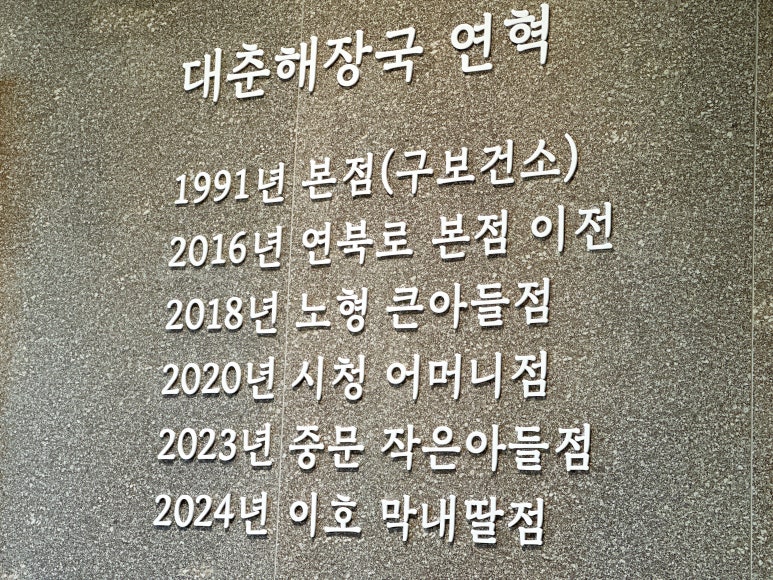 대춘해장국 연혁
1991년 본점(구보건소)
2016년 연북로 본점 이전
2018년 노형 큰아들점
2020년 시청 어머니점
2023년 중문 작은아들점
2024년 이호 막내딸점